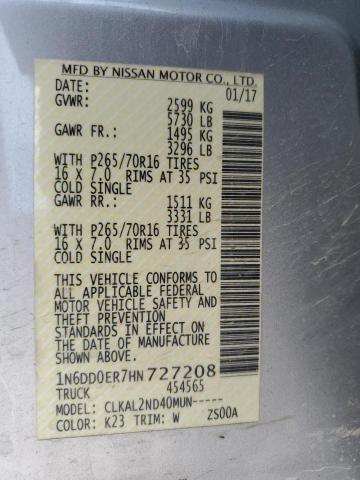 MFD BY NISSAN MOTOR CO., LTD.
DATE: 01/17
GVWR: 2599 KG
5730 LB
GAWR FR.: 1495 KG
3296 LB
WITH P265/70R16 TIRES
16 X 7.0 RIMS AT 35 PSI
COLD SINGLE
GAWR RR.: 1511 KG
3331 LB
WITH P265/70R16 TIRES
16 X 7.0 RIMS AT 35 PSI
COLD SINGLE
THIS VEHICLE CONFORMS TO
ALL APPLICABLE FEDERAL
MOTOR VEHICLE SAFETY AND
THEFT PREVENTION
STANDARDS IN EFFECT ON
THE DATE OF MANUFACTURE
SHOWN ABOVE.
1N6DD0ER7HN727208
TRUCK 454565
MODEL: CLKAL2ND40MUN-----
COLOR: K23 TRIM: W ZS00A